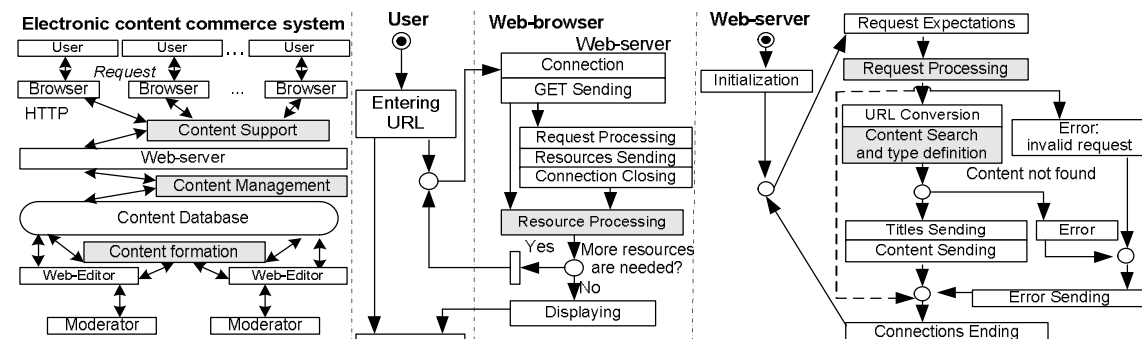 Electronic content commerce system
User
User
...
User
Request
Browser
Browser
...
Browser
HTTP
Content Support
Web-server
Content Management
Content Database
Content formation
Web-Editor
Web-Editor
Moderator
Moderator
User
Entering
URL
Web-browser
Web-server
Connection
GET Sending
Request Processing
Resources Sending
Connection Closing
Resource Processing
Yes
More resources
are needed?
No
Displaying
Web-server
Initialization
Request Expectations
Request Processing
URL Conversion
Content Search
and type definition
Error:
invalid request
Content not found
Titles Sending
Content Sending
Error
Error Sending
Connections Ending